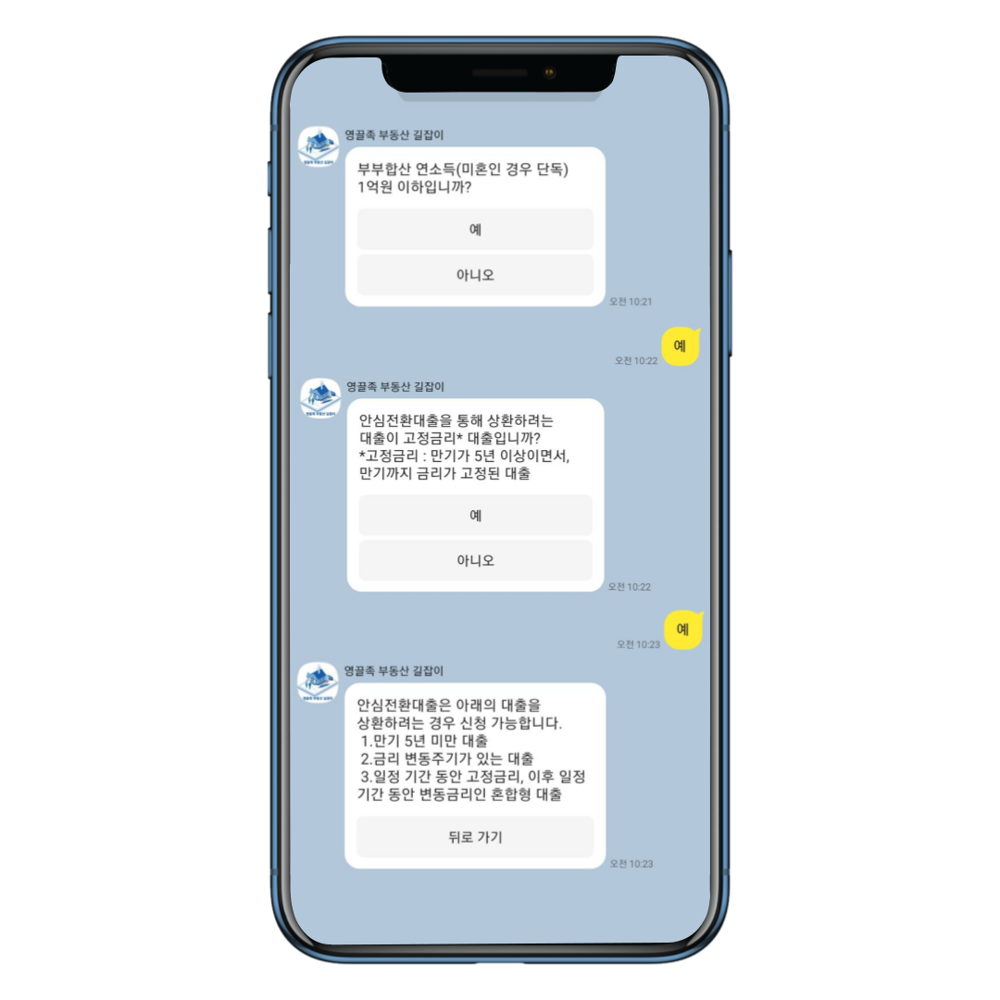 영끌족 부동산 길잡이
부부합산 연소득(미혼인 경우 단독)
1억원 이하입니까?
예
아니오
오전 10:21
예
오전 10:22
영끌족 부동산 길잡이
안심전환대출을 통해 상환하려는
대출이 고정금리* 대출입니까?
*고정금리 : 만기가 5년 이상이면서,
만기까지 금리가 고정된 대출
예
아니오
오전 10:22
예
오전 10:23
영끌족 부동산 길잡이
안심전환대출은 아래의 대출을
상환하려는 경우 신청 가능합니다.
1.만기 5년 미만 대출
2.금리 변동주기가 있는 대출
3.일정 기간 동안 고정금리, 이후 일정
기간 동안 변동금리인 혼합형 대출
뒤로 가기
오전 10:23